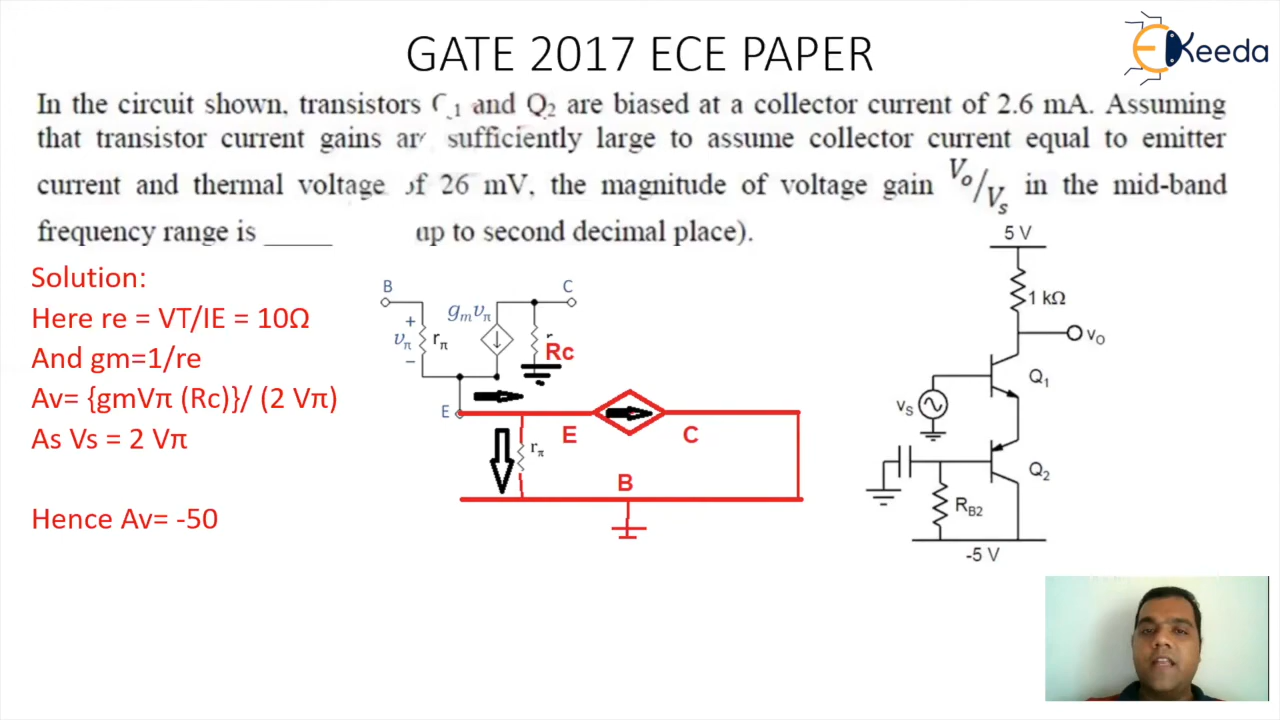 GATE 2017 ECE PAPER
Keeda
In the circuit shown, transistors Q1 and Q2 are biased at a collector current of 2.6 mA. Assuming
that transistor current gains are sufficiently large to assume collector current equal to emitter
current and thermal voltage of 26 mV, the magnitude of voltage gain Vo/Vs in the mid-band
frequency range is _____ up to second decimal place).
Solution:
Here re = VT/IE = 10Ω
And gm=1/re
Av= {gmVπ (Rc)}/ (2 Vπ)
As Vs = 2 Vπ
Hence Av= -50
B
C
+
gmvπ
vπ
rπ
−
Rc
E
E
C
rπ
B
5 V
1 kΩ
vo
Q1
vs
Q2
RB2
-5 V